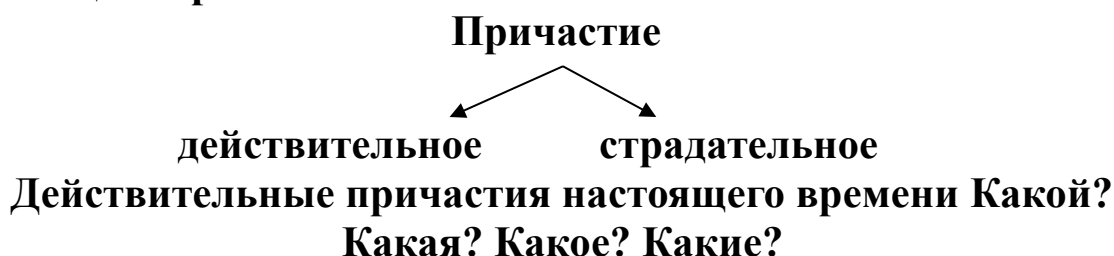 Причастие
действительное страдательное
Действительные причастия настоящего времени Какой?
Какая? Какое? Какие?